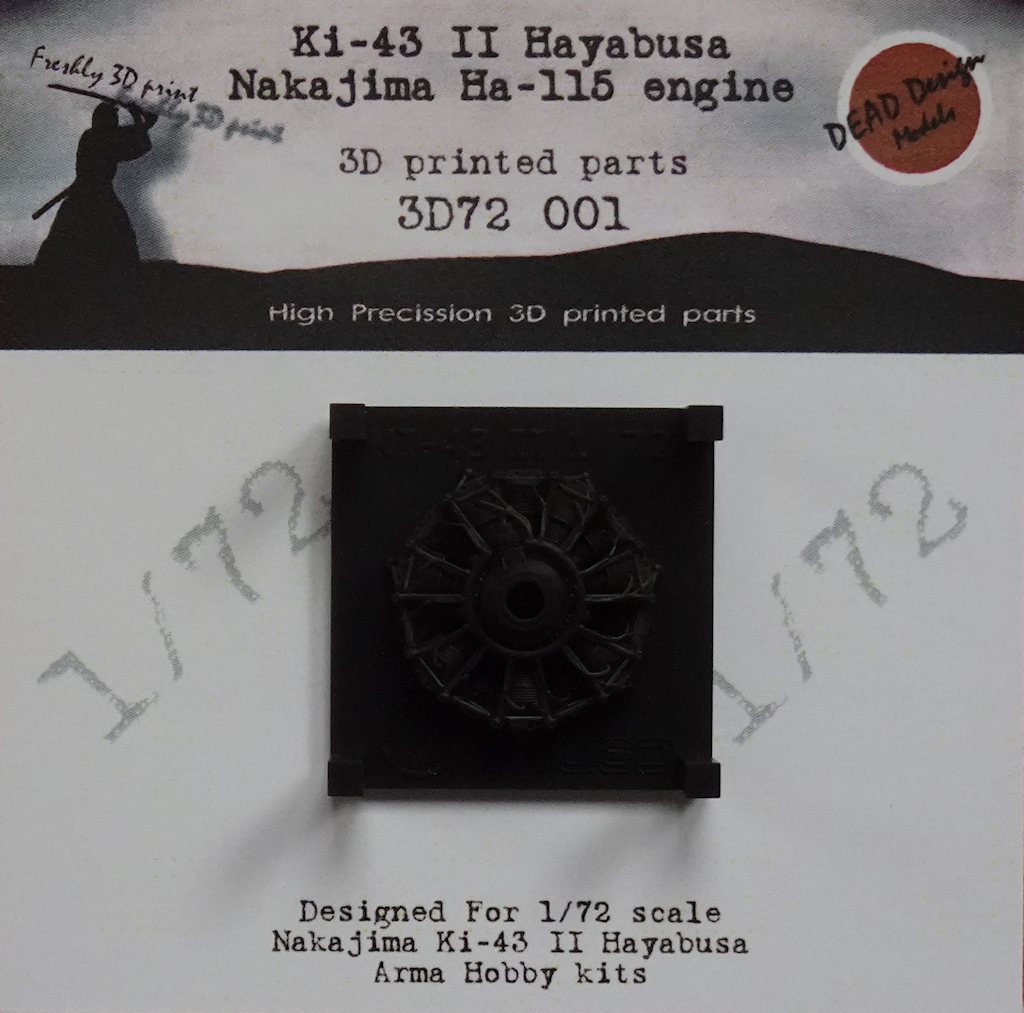 Ki-43 II Hayabusa
Nakajima Ha-115 engine
Freshly 3D print
DEAD Design
Models
3D printed parts
3D72 001
High Precission 3D printed parts
1/72
1/72
Designed For 1/72 scale
Nakajima Ki-43 II Hayabusa
Arma Hobby kits